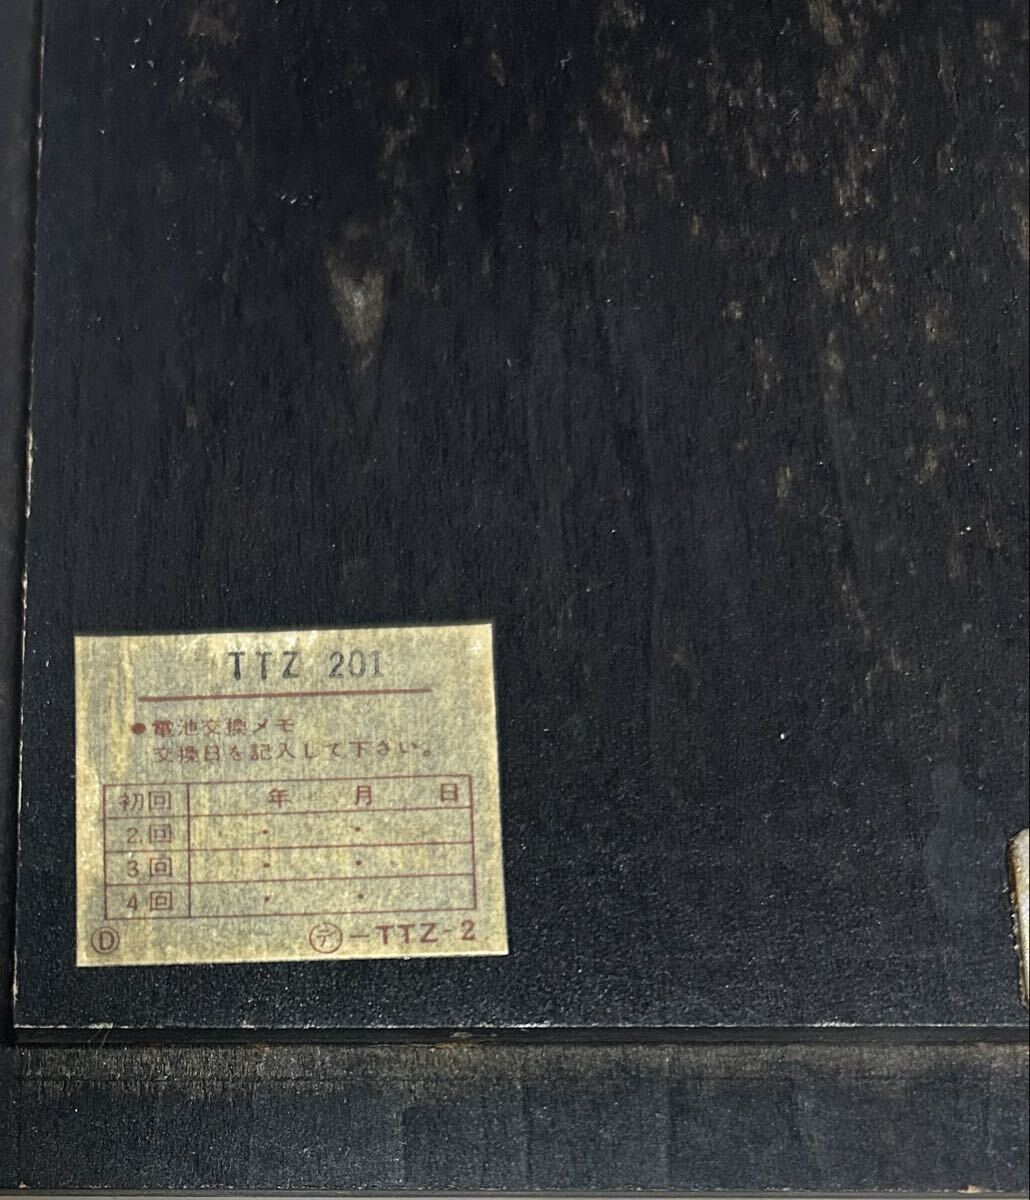 TTZ 201
●電池交換メモ
交換日を記入して下さい。
初回 年 月 日
2回 ・ ・
3回 ・ ・
4回 ・ ・
Ⓓ ㋢-TTZ-2